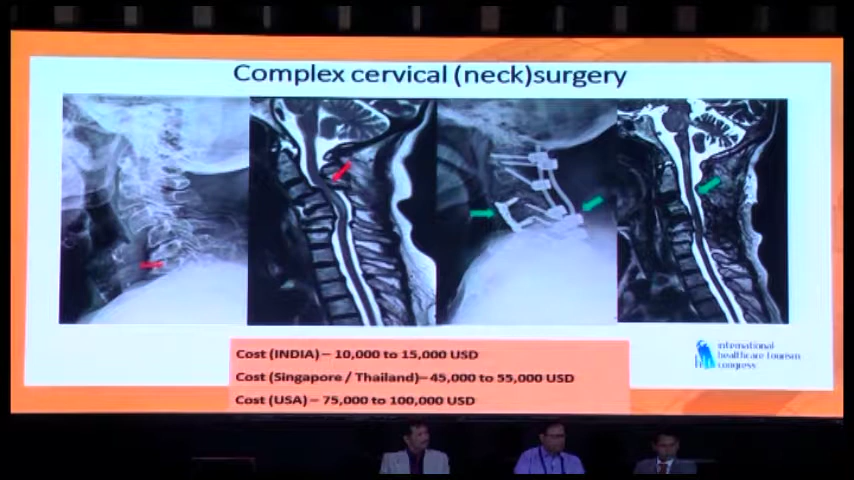 Complex cervical (neck)surgery
Cost (INDIA) – 10,000 to 15,000 USD
Cost (Singapore / Thailand)– 45,000 to 55,000 USD
Cost (USA) – 75,000 to 100,000 USD
international
healthcare tourism
congress